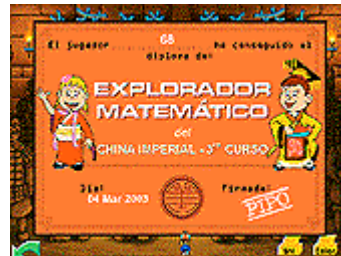 El jugador 68 ha conseguido el
diploma de:
EXPLORADOR
MATEMÁTICO
del
CHINA IMPERIAL - 3er CURSO
Día: Firmado:
04 Mar 2003 PIPO